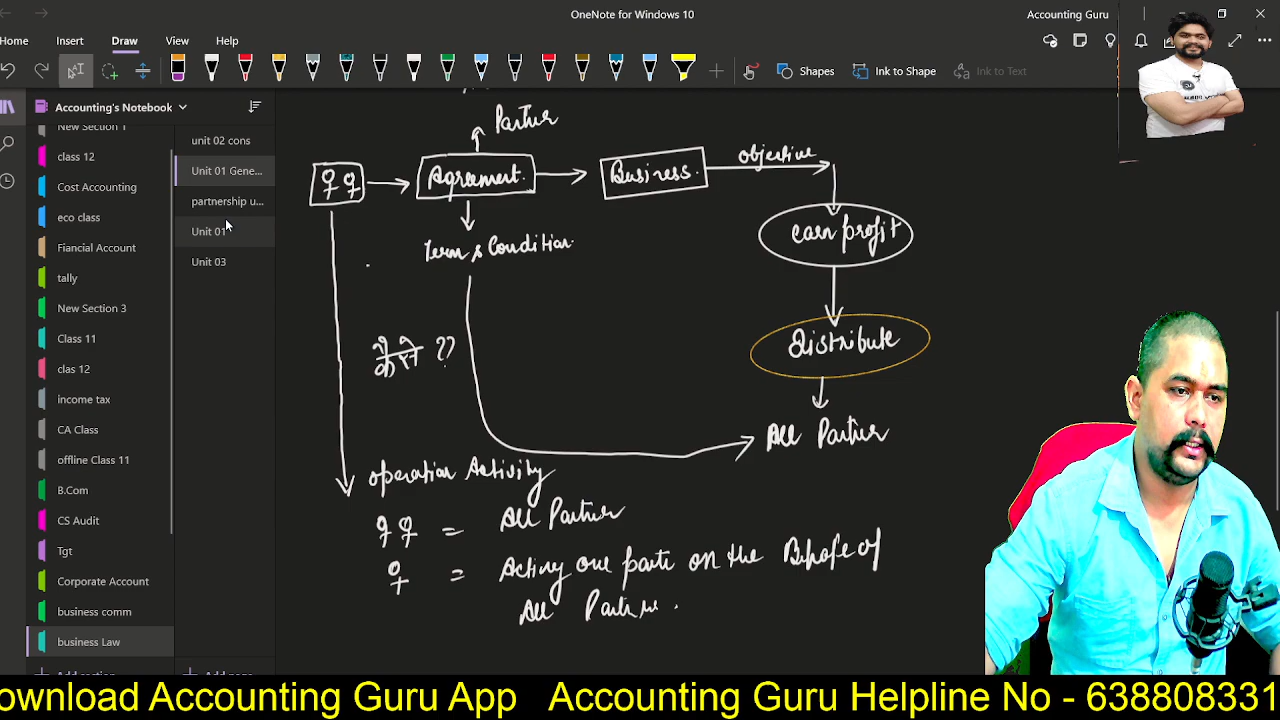 OneNote for Windows 10
Accounting Guru
Home Insert Draw View Help
Shapes
Ink to Shape
Ink to Text
Accounting's Notebook
New Section 1
class 12
Cost Accounting
eco class
Fiancial Account
tally
New Section 3
Class 11
clas 12
income tax
CA Class
offline Class 11
B.Com
CS Audit
Tgt
Corporate Account
business comm
business Law
unit 02 cons
Unit 01 Gene...
partnership u...
Unit 01
Unit 03
Partner
Agreement.
Business.
objective
earn profit
Term & Condition
distribute
??
All Partner
operation Activity
= All Partner
= Acting one on the of
All
ownload Accounting Guru App Accounting Guru Helpline No - 638808331